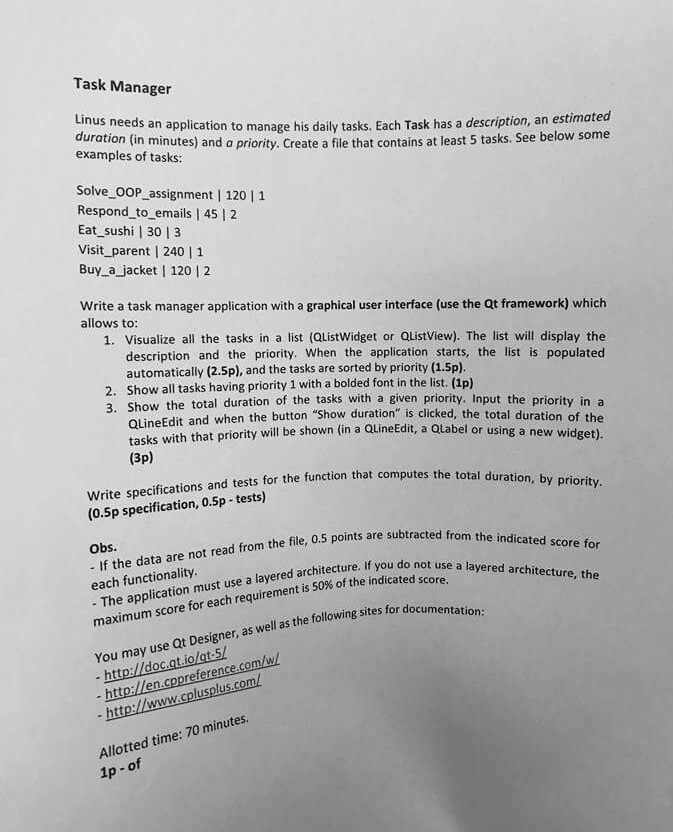 Task Manager
Linus needs an application to manage his daily tasks. Each Task has a description, an estimated
duration (in minutes) and a priority. Create a file that contains at least 5 tasks. See below some
examples of tasks:
Solve_OOP_assignment | 120 | 1
Respond_to_emails | 45 | 2
Eat_sushi | 30 | 3
Visit_parent | 240 | 1
Buy_a_jacket | 120 | 2
Write a task manager application with a graphical user interface (use the Qt framework) which
allows to:
1. Visualize all the tasks in a list (QListWidget or QListView). The list will display the
description and the priority. When the application starts, the list is populated
automatically (2.5p), and the tasks are sorted by priority (1.5p).
2. Show all tasks having priority 1 with a bolded font in the list. (1p)
3. Show the total duration of the tasks with a given priority. Input the priority in a
QLineEdit and when the button "Show duration" is clicked, the total duration of the
tasks with that priority will be shown (in a QLineEdit, a QLabel or using a new widget).
(3p)
Write specifications and tests for the function that computes the total duration, by priority.
(0.5p specification, 0.5p - tests)
Obs.
- If the data are not read from the file, 0.5 points are subtracted from the indicated score for
each functionality.
- The application must use a layered architecture. If you do not use a layered architecture, the
maximum score for each requirement is 50% of the indicated score.
You may use Qt Designer, as well as the following sites for documentation:
- http://doc.qt.io/qt-5/
- http://en.cppreference.com/w/
- http://www.cplusplus.com/
Allotted time: 70 minutes.
1p - of